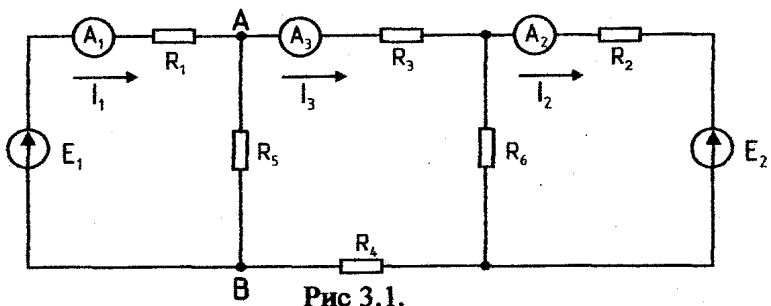 A
A₁ A₃ A₂
R₁ R₃ R₂
I₁ I₃ I₂
E₁ R₅ R₆ E₂
R₄
B
Рис 3.1.